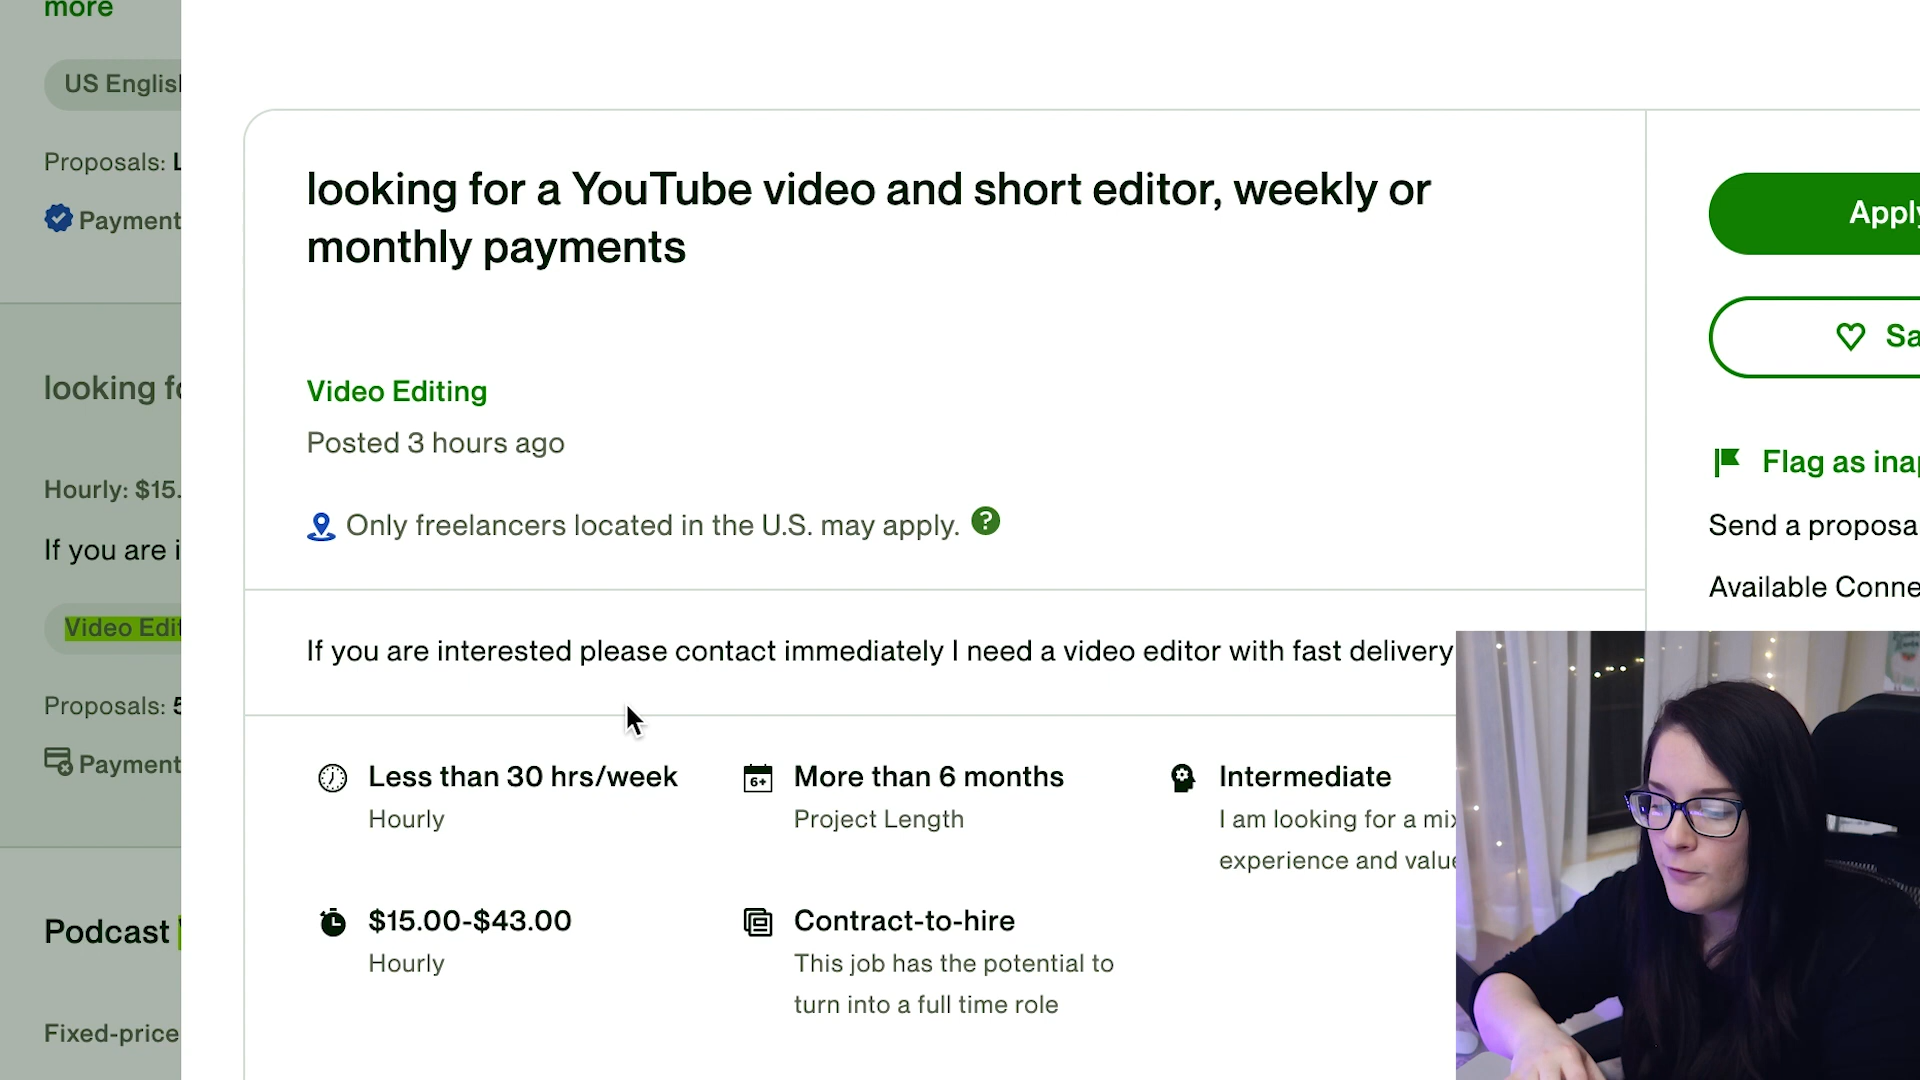 more
US English
Proposals: L
Payment
looking fo
Hourly: $15.
If you are i
Video Edit
Proposals: 5
Payment
Podcast
Fixed-price
looking for a YouTube video and short editor, weekly or
monthly payments
Video Editing
Posted 3 hours ago
Only freelancers located in the U.S. may apply. ?
If you are interested please contact immediately I need a video editor with fast delivery
Less than 30 hrs/week
Hourly
6+
More than 6 months
Project Length
Intermediate
I am looking for a mix
experience and value
$15.00-$43.00
Hourly
Contract-to-hire
This job has the potential to
turn into a full time role
Apply
Sa
Flag as inap
Send a proposa
Available Conne